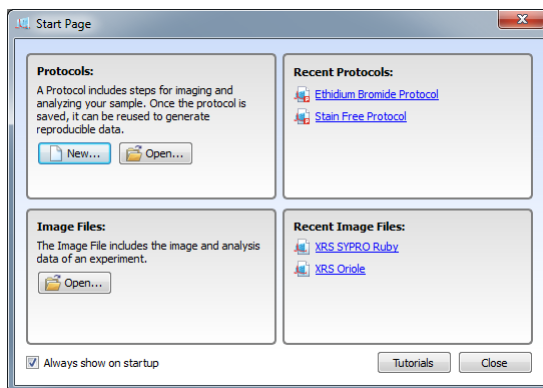 Start Page
Protocols:
A Protocol includes steps for imaging and
analyzing your sample. Once the protocol is
saved, it can be reused to generate
reproducible data.
New...
Open...
Recent Protocols:
Ethidium Bromide Protocol
Stain Free Protocol
Image Files:
The Image File includes the image and analysis
data of an experiment.
Open...
Recent Image Files:
XRS SYPRO Ruby
XRS Oriole
Always show on startup
Tutorials
Close